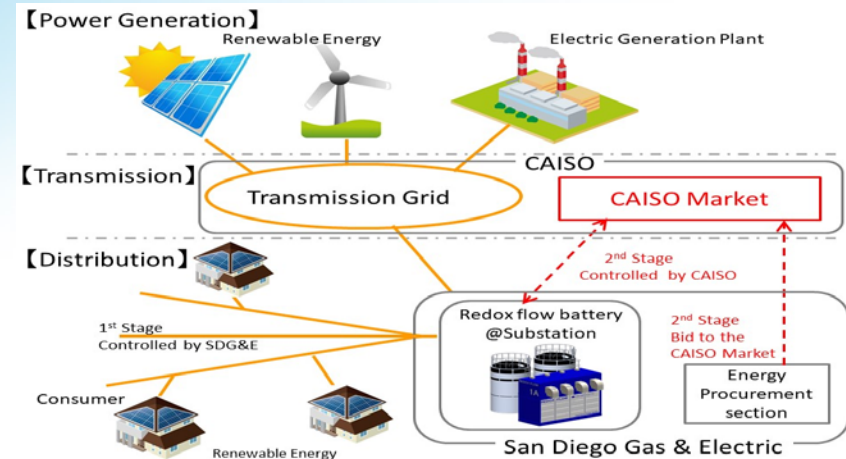 【Power Generation】
Renewable Energy
Electric Generation Plant
CAISO
【Transmission】
Transmission Grid
CAISO Market
【Distribution】
2nd Stage
Controlled by CAISO
1st Stage
Controlled by SDG&E
Redox flow battery
@Substation
1A
2nd Stage
Bid to the
CAISO Market
Energy
Procurement
section
Consumer
Renewable Energy
San Diego Gas & Electric